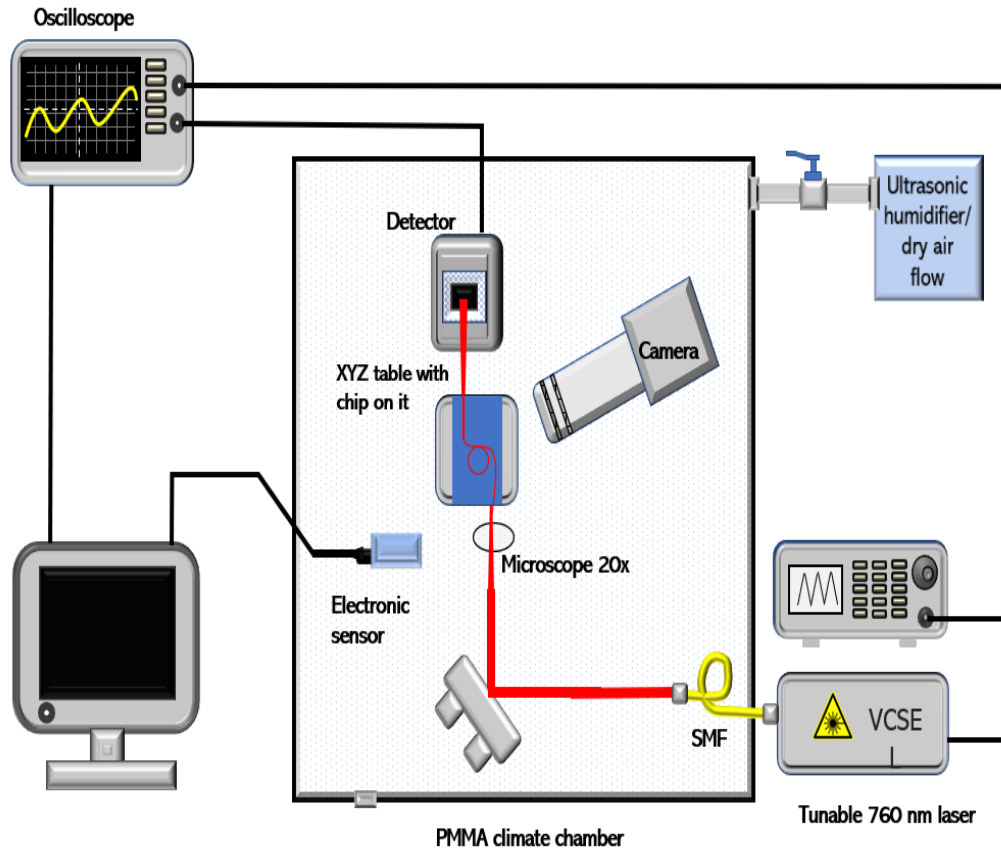 Oscilloscope
Detector
Ultrasonic
humidifier/
dry air
flow
Camera
XYZ table with
chip on it
Microscope 20x
Electronic
sensor
SMF
VCSE
L
Tunable 760 nm laser
PMMA climate chamber